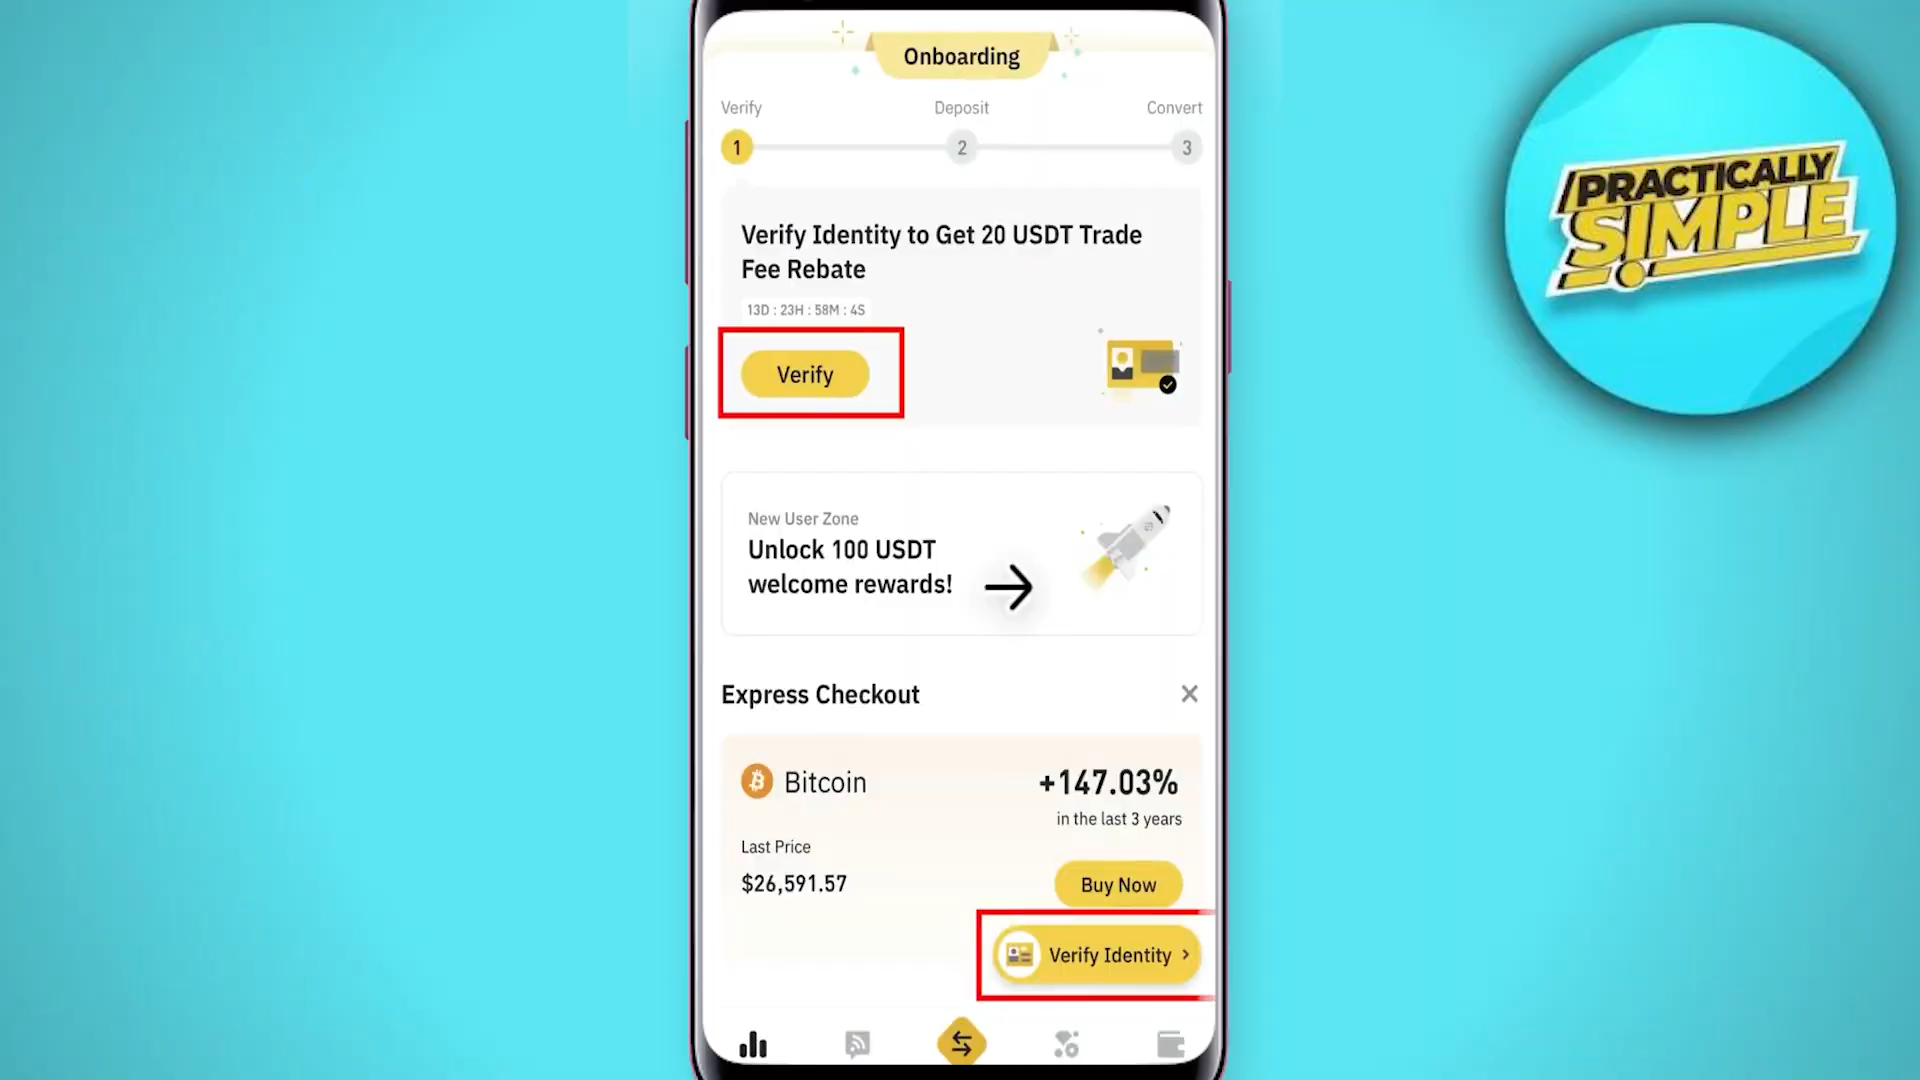 Onboarding
Verify Deposit Convert
1 2 3
Verify Identity to Get 20 USDT Trade
Fee Rebate
13D : 23H : 58M : 4S
Verify
New User Zone
Unlock 100 USDT
welcome rewards!
Express Checkout
Bitcoin
+147.03%
in the last 3 years
Last Price
$26,591.57
Buy Now
Verify Identity
PRACTICALLY
SIMPLE